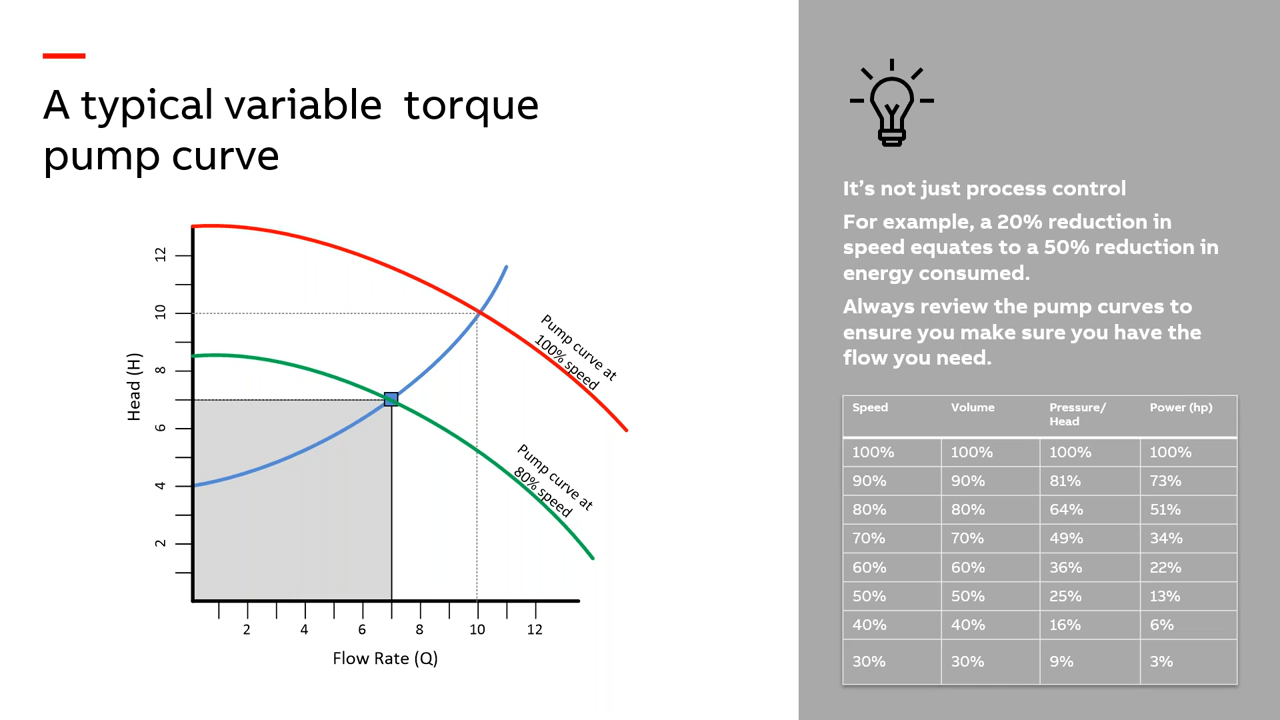 A typical variable  torque
pump curve
12
10
8
6
4
2
Head (H)
2 4 6 8 10 12
Flow Rate (Q)
Pump curve at
100% speed
Pump curve at
80% speed
It's not just process control
For example, a 20% reduction in
speed equates to a 50% reduction in
energy consumed.
Always review the pump curves to
ensure you make sure you have the
flow you need.
Speed Volume Pressure/ Power (hp)
Head
100% 100% 100% 100%
90% 90% 81% 73%
80% 80% 64% 51%
70% 70% 49% 34%
60% 60% 36% 22%
50% 50% 25% 13%
40% 40% 16% 6%
30% 30% 9% 3%